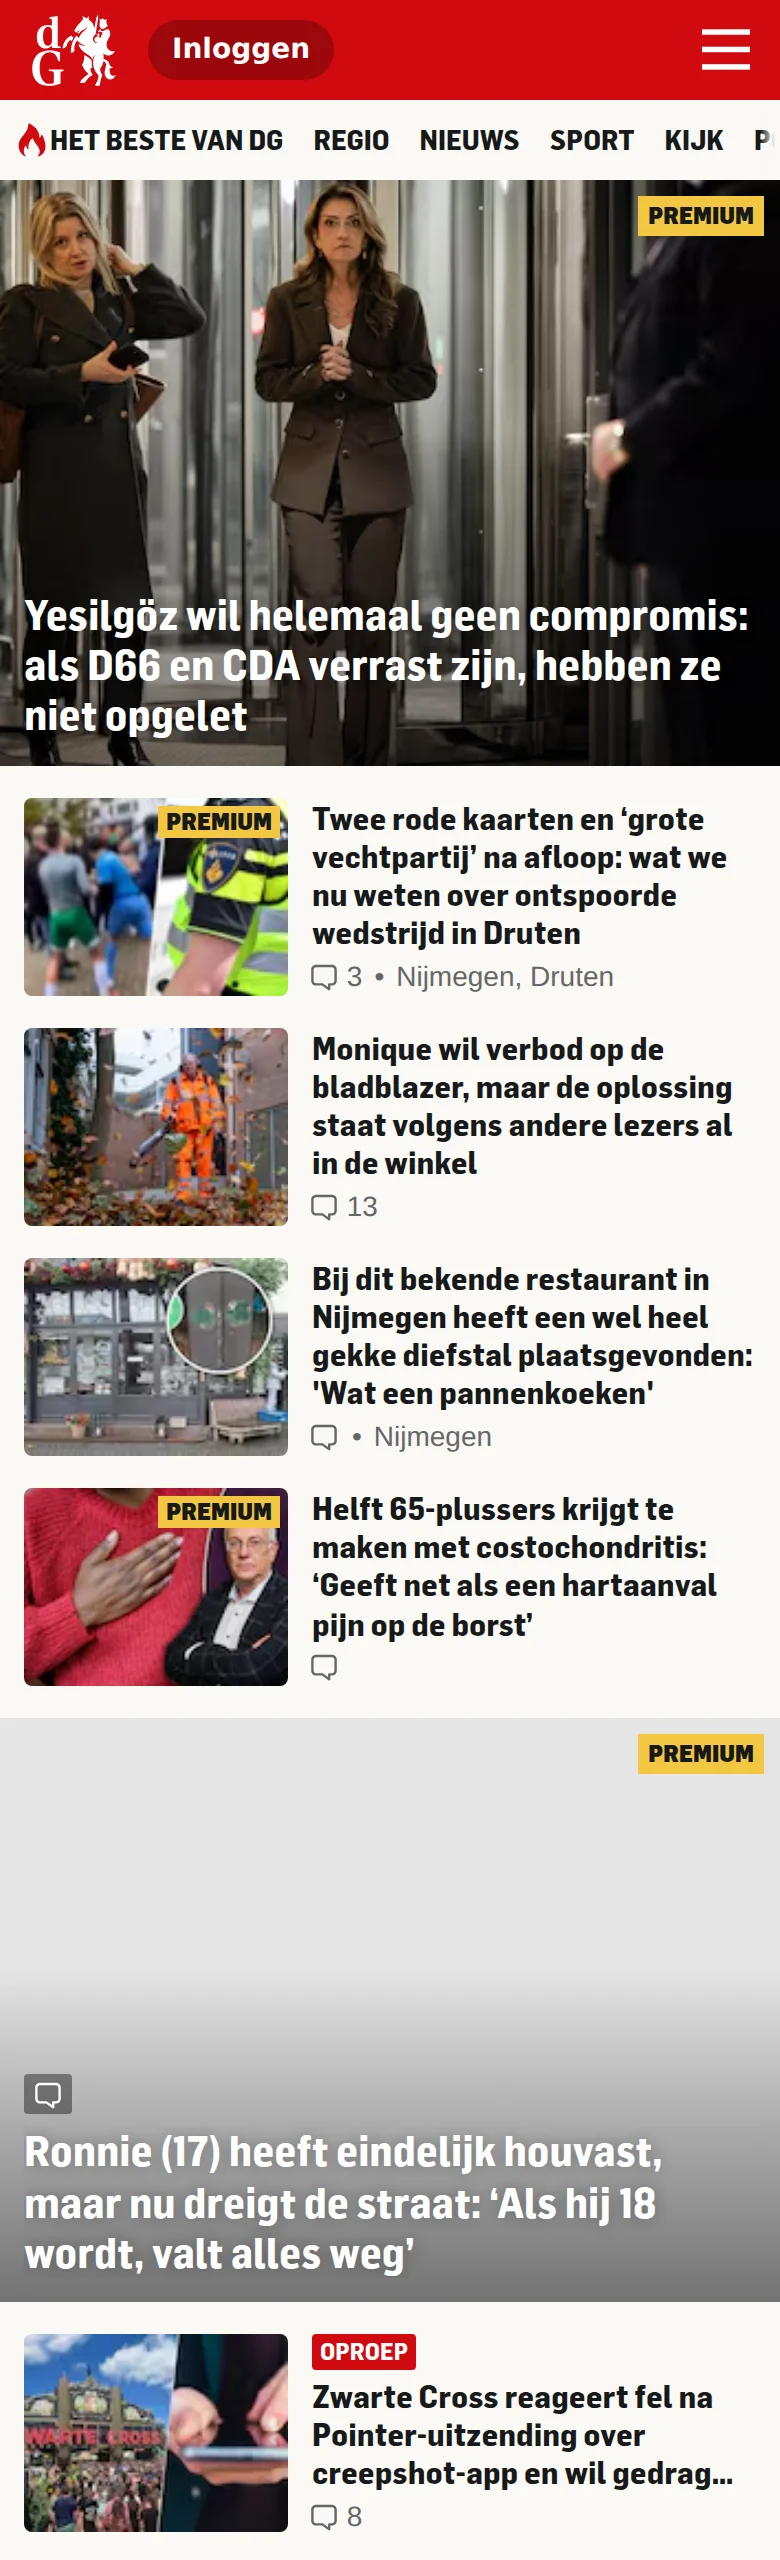 dG
Inloggen
HET BESTE VAN DG REGIO NIEUWS SPORT KIJK
PREMIUM
Yesilgöz wil helemaal geen compromis:
als D66 en CDA verrast zijn, hebben ze
niet opgelet
PREMIUM
Twee rode kaarten en ‘grote
vechtpartij’ na afloop: wat we
nu weten over ontspoorde
wedstrijd in Druten
3 • Nijmegen, Druten
Monique wil verbod op de
bladblazer, maar de oplossing
staat volgens andere lezers al
in de winkel
13
Bij dit bekende restaurant in
Nijmegen heeft een wel heel
gekke diefstal plaatsgevonden:
'Wat een pannenkoeken'
• Nijmegen
PREMIUM
Helft 65-plussers krijgt te
maken met costochondritis:
‘Geeft net als een hartaanval
pijn op de borst’
PREMIUM
Ronnie (17) heeft eindelijk houvast,
maar nu dreigt de straat: ‘Als hij 18
wordt, valt alles weg’
WARTE CROSS
OPROEP
Zwarte Cross reageert fel na
Pointer-uitzending over
creepshot-app en wil gedrag...
8